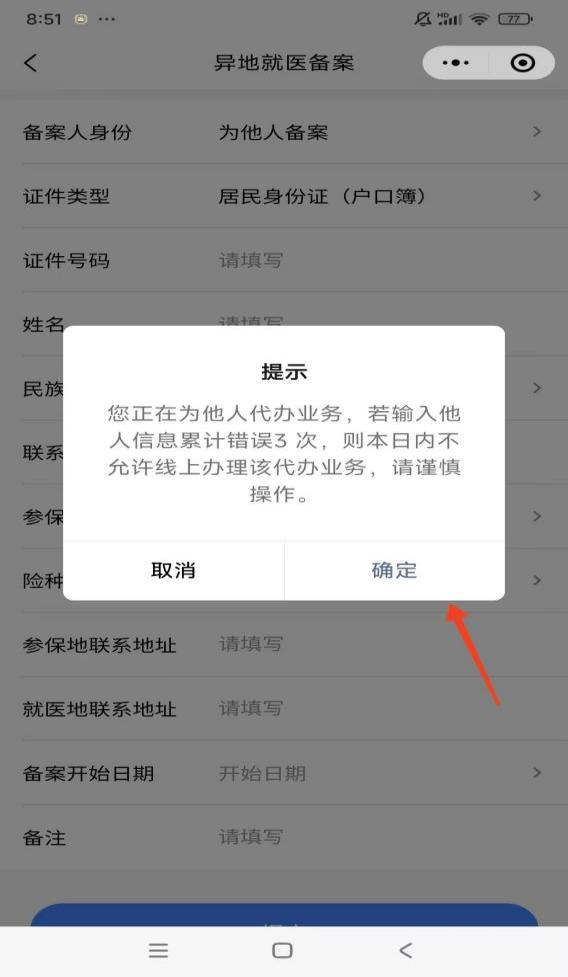 8:51
HD
77
异地就医备案
备案人身份 为他人备案
证件类型 居民身份证（户口簿）
证件号码 请填写
姓名 请填写
民族
联系
参保
险种
提示
您正在为他人代办业务，若输入他
人信息累计错误3 次，则本日内不
允许线上办理该代办业务，请谨慎
操作。
取消 确定
参保地联系地址 请填写
就医地联系地址 请填写
备案开始日期 开始日期
备注 请填写